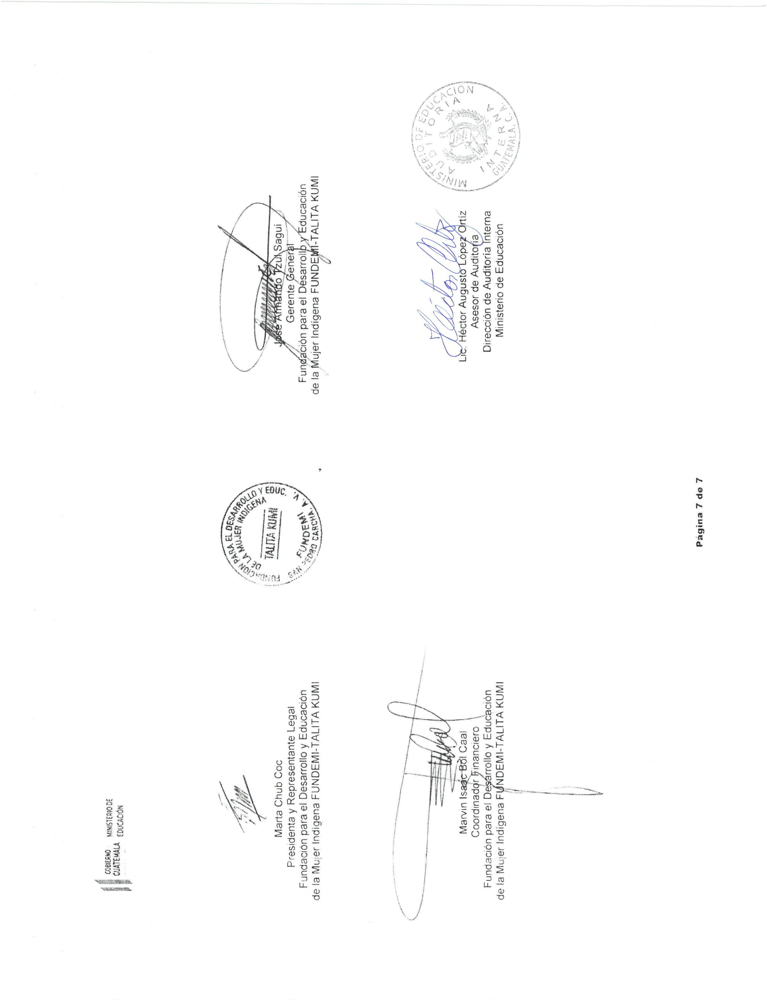 GOBIERNO MINISTERIO DE
GUATEMALA EDUCACIÓN
Marta Chub Coc
Presidenta y Representante Legal
Fundación para el Desarrollo y Educación
de la Mujer Indígena FUNDEMI-TALITA KUMI
FUNDACION PARA EL DESARROLLO Y EDUC.
DE LA MUJER INDIGENA
TALITA KUMI
FUNDEMI
SAN PEDRO CARCHA, A. V.
José Armando Tzul Sagui
Gerente General
Fundación para el Desarrollo y Educación
de la Mujer Indígena FUNDEMI-TALITA KUMI
Marvin Isaac Bol Caal
Coordinador Financiero
Fundación para el Desarrollo y Educación
de la Mujer Indígena FUNDEMI-TALITA KUMI
Lic. Héctor Augusto López Ortiz
Asesor de Auditoría
Dirección de Auditoría Interna
Ministerio de Educación
MINISTERIO DE EDUCACIÓN
AUDITORIA
INTERNA
GUATEMALA, C.A.
Página 7 de 7